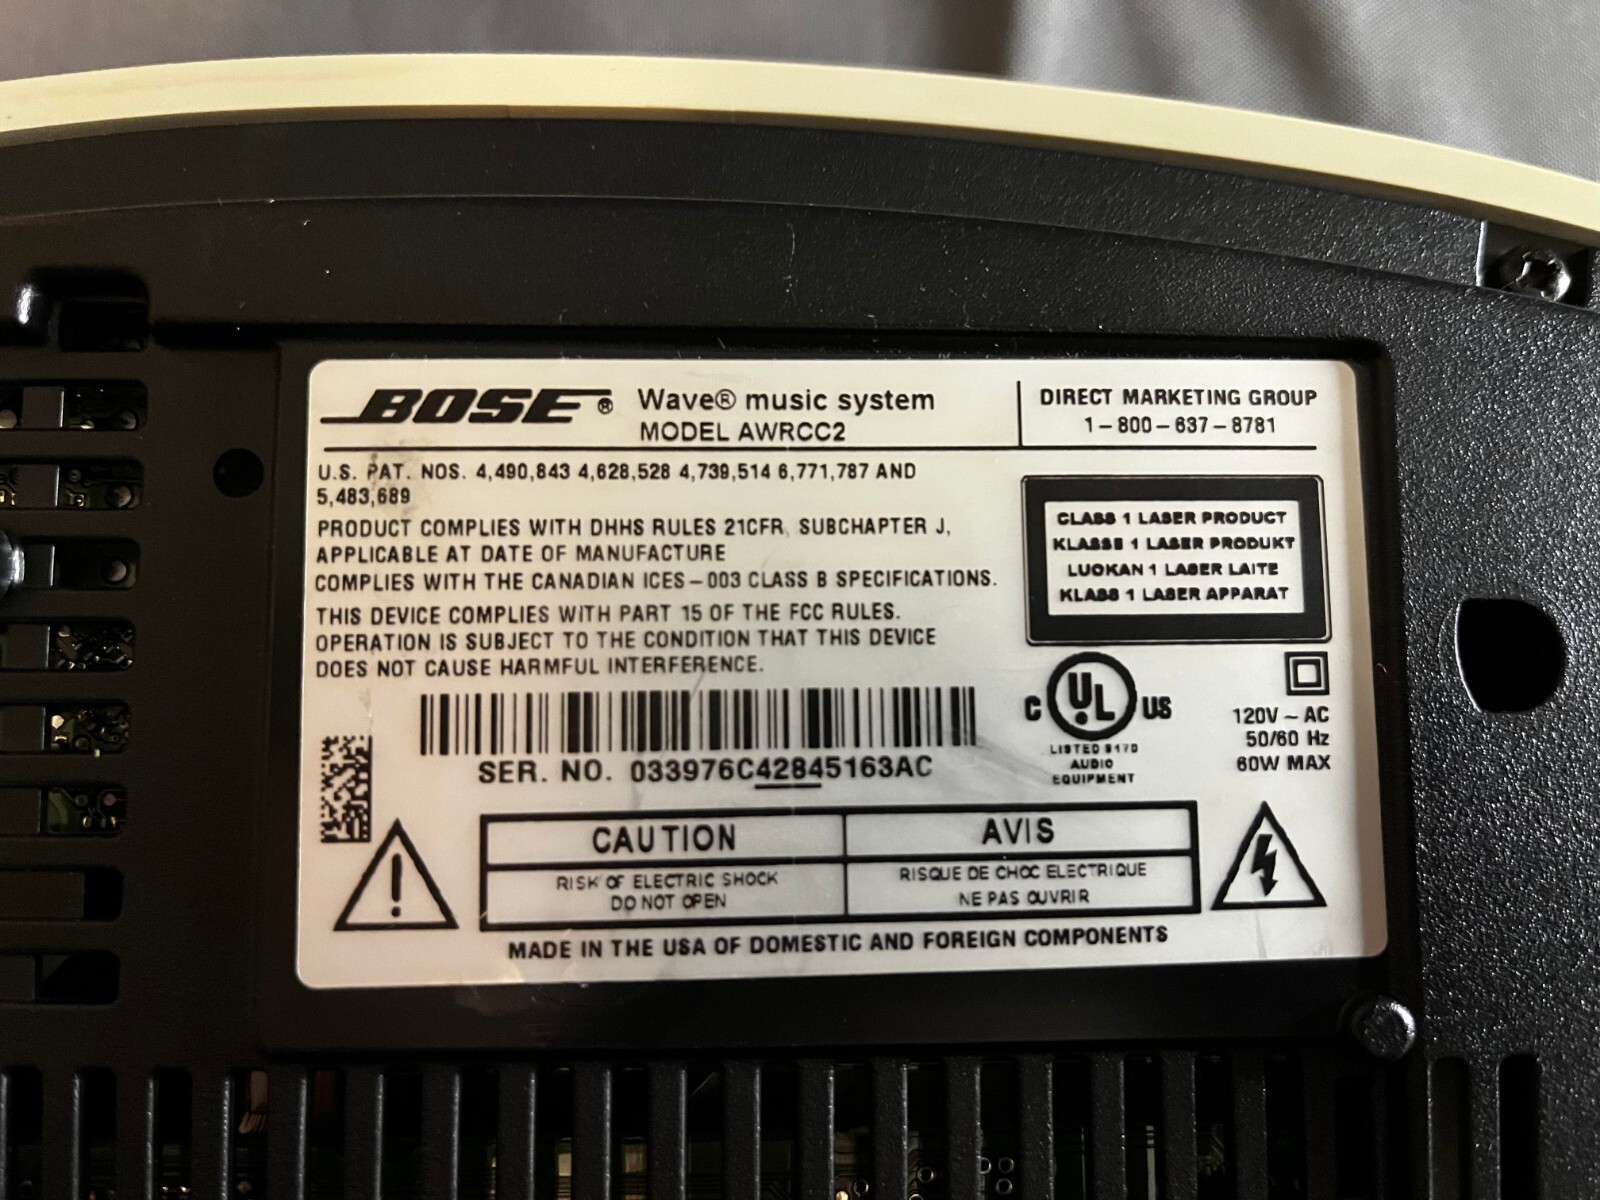 BOSE® Wave® music system
MODEL AWRCC2
DIRECT MARKETING GROUP
1-800-637-8781
U.S. PAT. NOS. 4,490,843 4,628,528 4,739,514 6,771,787 AND
5,483,689
PRODUCT COMPLIES WITH DHHS RULES 21CFR, SUBCHAPTER J,
APPLICABLE AT DATE OF MANUFACTURE
COMPLIES WITH THE CANADIAN ICES-003 CLASS B SPECIFICATIONS.
THIS DEVICE COMPLIES WITH PART 15 OF THE FCC RULES.
OPERATION IS SUBJECT TO THE CONDITION THAT THIS DEVICE
DOES NOT CAUSE HARMFUL INTERFERENCE.
CLASS 1 LASER PRODUCT
KLASSE 1 LASER PRODUKT
LUOKAN 1 LASER LAITE
KLASS 1 LASER APPARAT
SER. NO. 033976C42845163AC
C UL US
LISTED 917D
AUDIO
EQUIPMENT
120V ~ AC
50/60 Hz
60W MAX
CAUTION
RISK OF ELECTRIC SHOCK
DO NOT OPEN
AVIS
RISQUE DE CHOC ELECTRIQUE
NE PAS OUVRIR
MADE IN THE USA OF DOMESTIC AND FOREIGN COMPONENTS